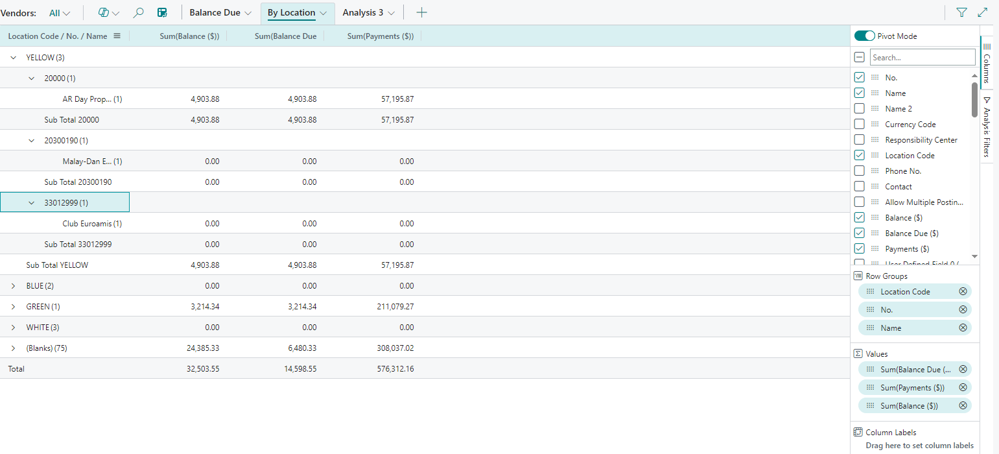 Vendors: All Balance Due By Location Analysis 3
Location Code / No. / Name Sum(Balance ($)) Sum(Balance Due Sum(Payments ($))
YELLOW (3)
20000 (1)
AR Day Prop... (1) 4,903.88 4,903.88 57,195.87
Sub Total 20000 4,903.88 4,903.88 57,195.87
20300190 (1)
Malay-Dan E... (1) 0.00 0.00 0.00
Sub Total 20300190 0.00 0.00 0.00
33012999 (1)
Club Euroamis (1) 0.00 0.00 0.00
Sub Total 33012999 0.00 0.00 0.00
Sub Total YELLOW 4,903.88 4,903.88 57,195.87
BLUE (2) 0.00 0.00 0.00
GREEN (1) 3,214.34 3,214.34 211,079.27
WHITE (3) 0.00 0.00 0.00
(Blanks) (75) 24,385.33 6,480.33 308,037.02
Total 32,503.55 14,598.55 576,312.16
Pivot Mode
Search...
No.
Name
Name 2
Currency Code
Responsibility Center
Location Code
Phone No.
Contact
Allow Multiple Postin...
Balance ($)
Balance Due ($)
Payments ($)
User Defined Field 0 (
Row Groups
Location Code
No.
Name
Values
Sum(Balance Due (...
Sum(Payments ($))
Sum(Balance ($))
Column Labels
Drag here to set column labels
Columns
Analysis Filters